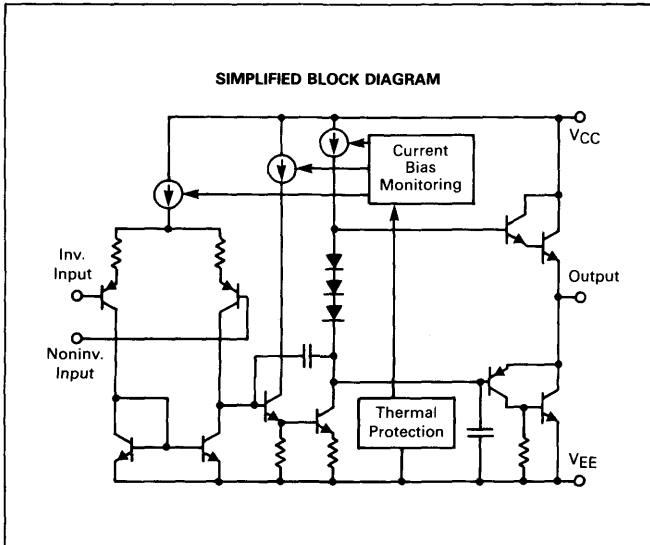 SIMPLIFIED BLOCK DIAGRAM
VCC
Current
Bias
Monitoring
Inv.
Input
Output
Noninv.
Input
Thermal
Protection
VEE